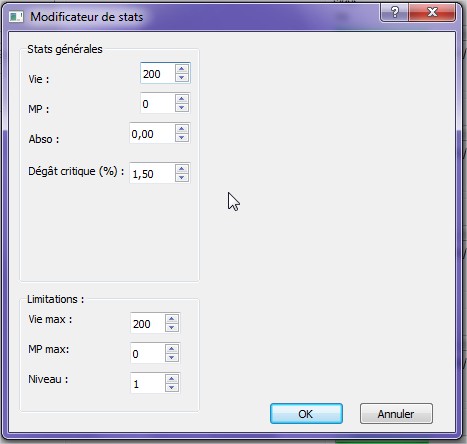 Modificateur de stats
Stats générales
Vie : 200
MP : 0
Abso : 0,00
Dégât critique (%) : 1,50
Limitations :
Vie max : 200
MP max: 0
Niveau : 1
OK Annuler